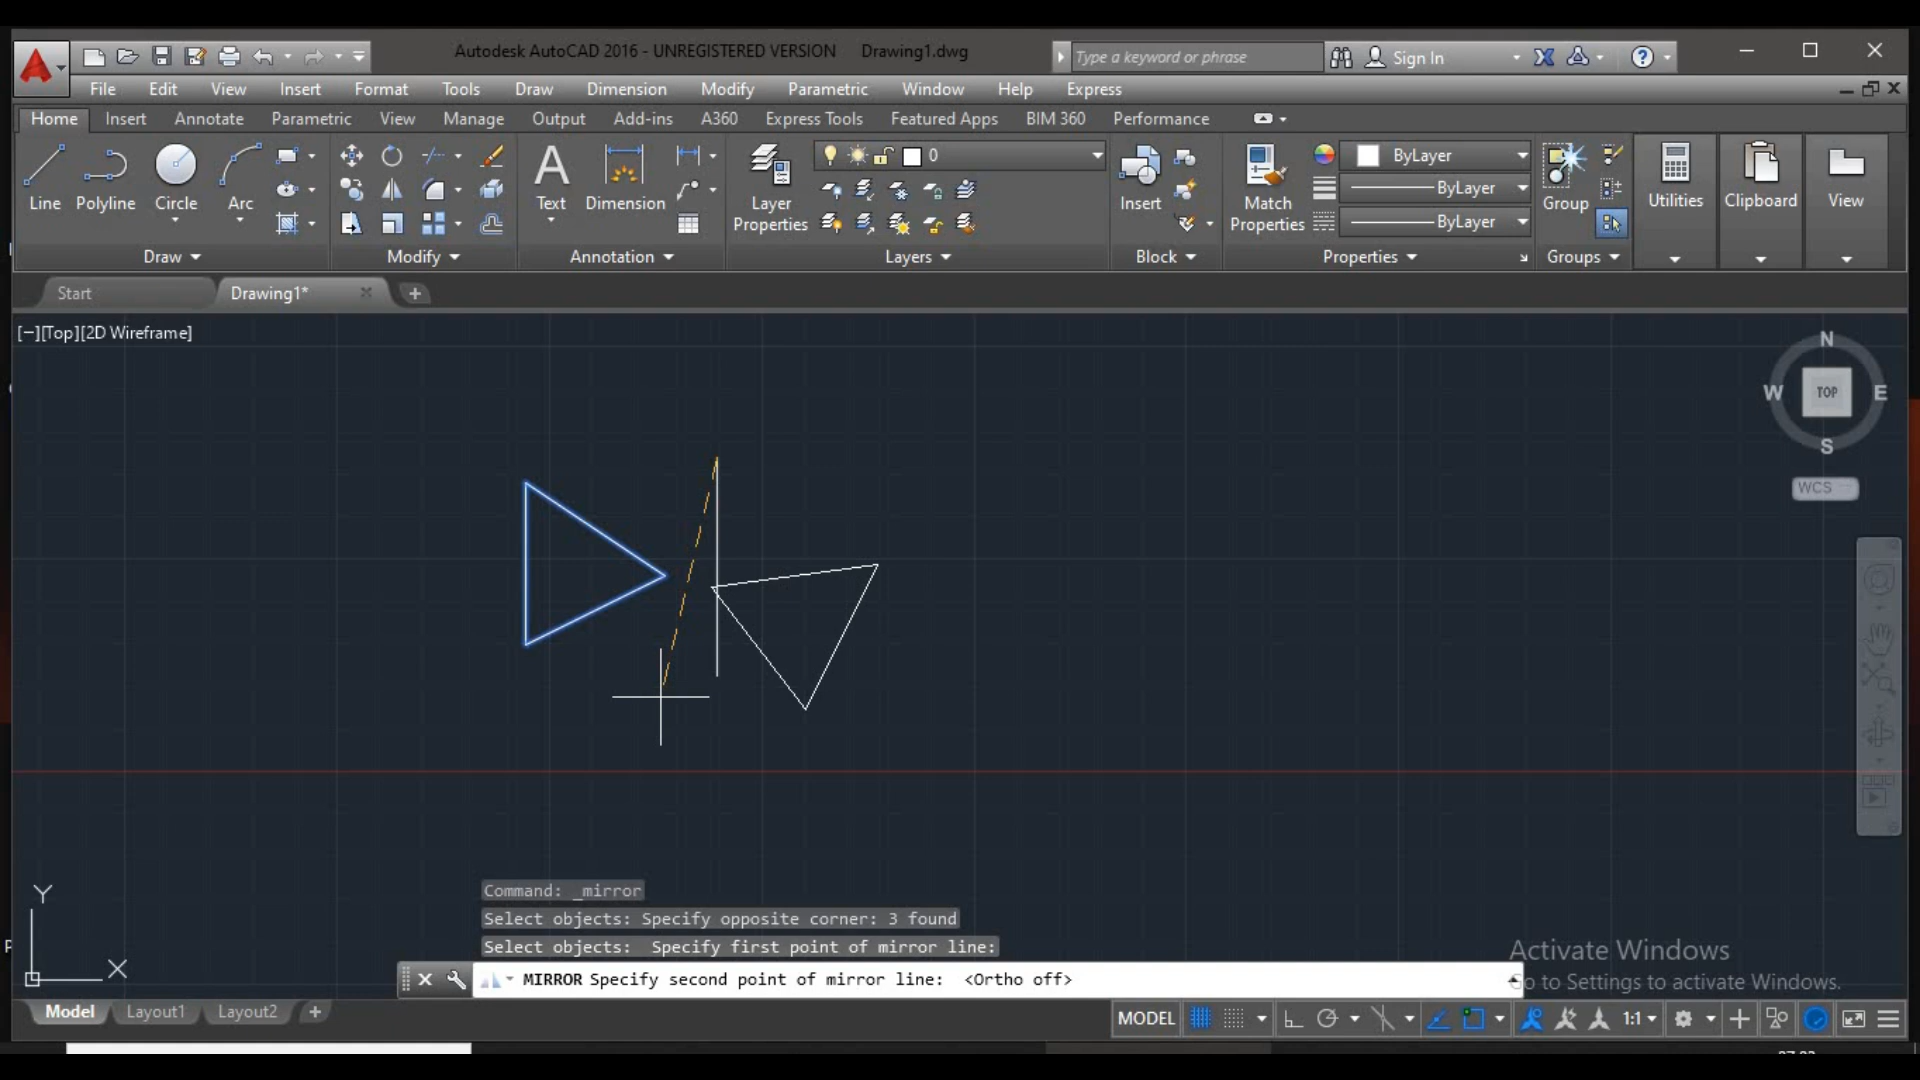 Autodesk AutoCAD 2016 - UNREGISTERED VERSION Drawing1.dwg
Type a keyword or phrase
Sign In
File Edit View Insert Format Tools Draw Dimension Modify Parametric Window Help Express
Home Insert Annotate Parametric View Manage Output Add-ins A360 Express Tools Featured Apps BIM 360 Performance
0
ByLayer
ByLayer
ByLayer
Line Polyline Circle Arc
A
Text Dimension
Layer Properties
Insert
Match Properties
Group
Utilities
Clipboard
View
Draw Modify Annotation Layers Block Properties Groups
Start Drawing1*
[−][Top][2D Wireframe]
N
W TOP E
S
WCS
Y
X
Command: _mirror
Select objects: Specify opposite corner: 3 found
Select objects: Specify first point of mirror line:
MIRROR Specify second point of mirror line: <Ortho off>
Activate Windows
o to Settings to activate Windows.
Model Layout1 Layout2
MODEL 1:1